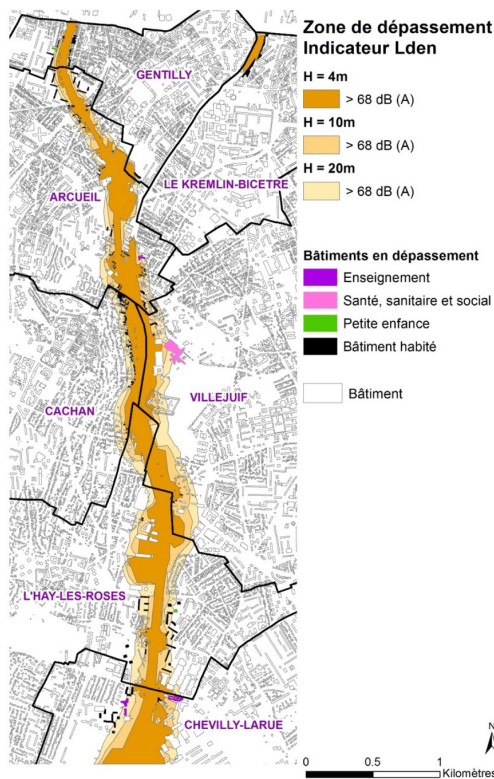 Zone de dépassement
Indicateur Lden
H = 4m
> 68 dB (A)
H = 10m
> 68 dB (A)
H = 20m
> 68 dB (A)
Bâtiments en dépassement
Enseignement
Santé, sanitaire et social
Petite enfance
Bâtiment habité
Bâtiment
GENTILLY
LE KREMLIN-BICETRE
ARCUEIL
VILLEJUIF
CACHAN
L'HAY-LES-ROSES
CHEVILLY-LARUE
N
0 0.5 1
Kilomètres